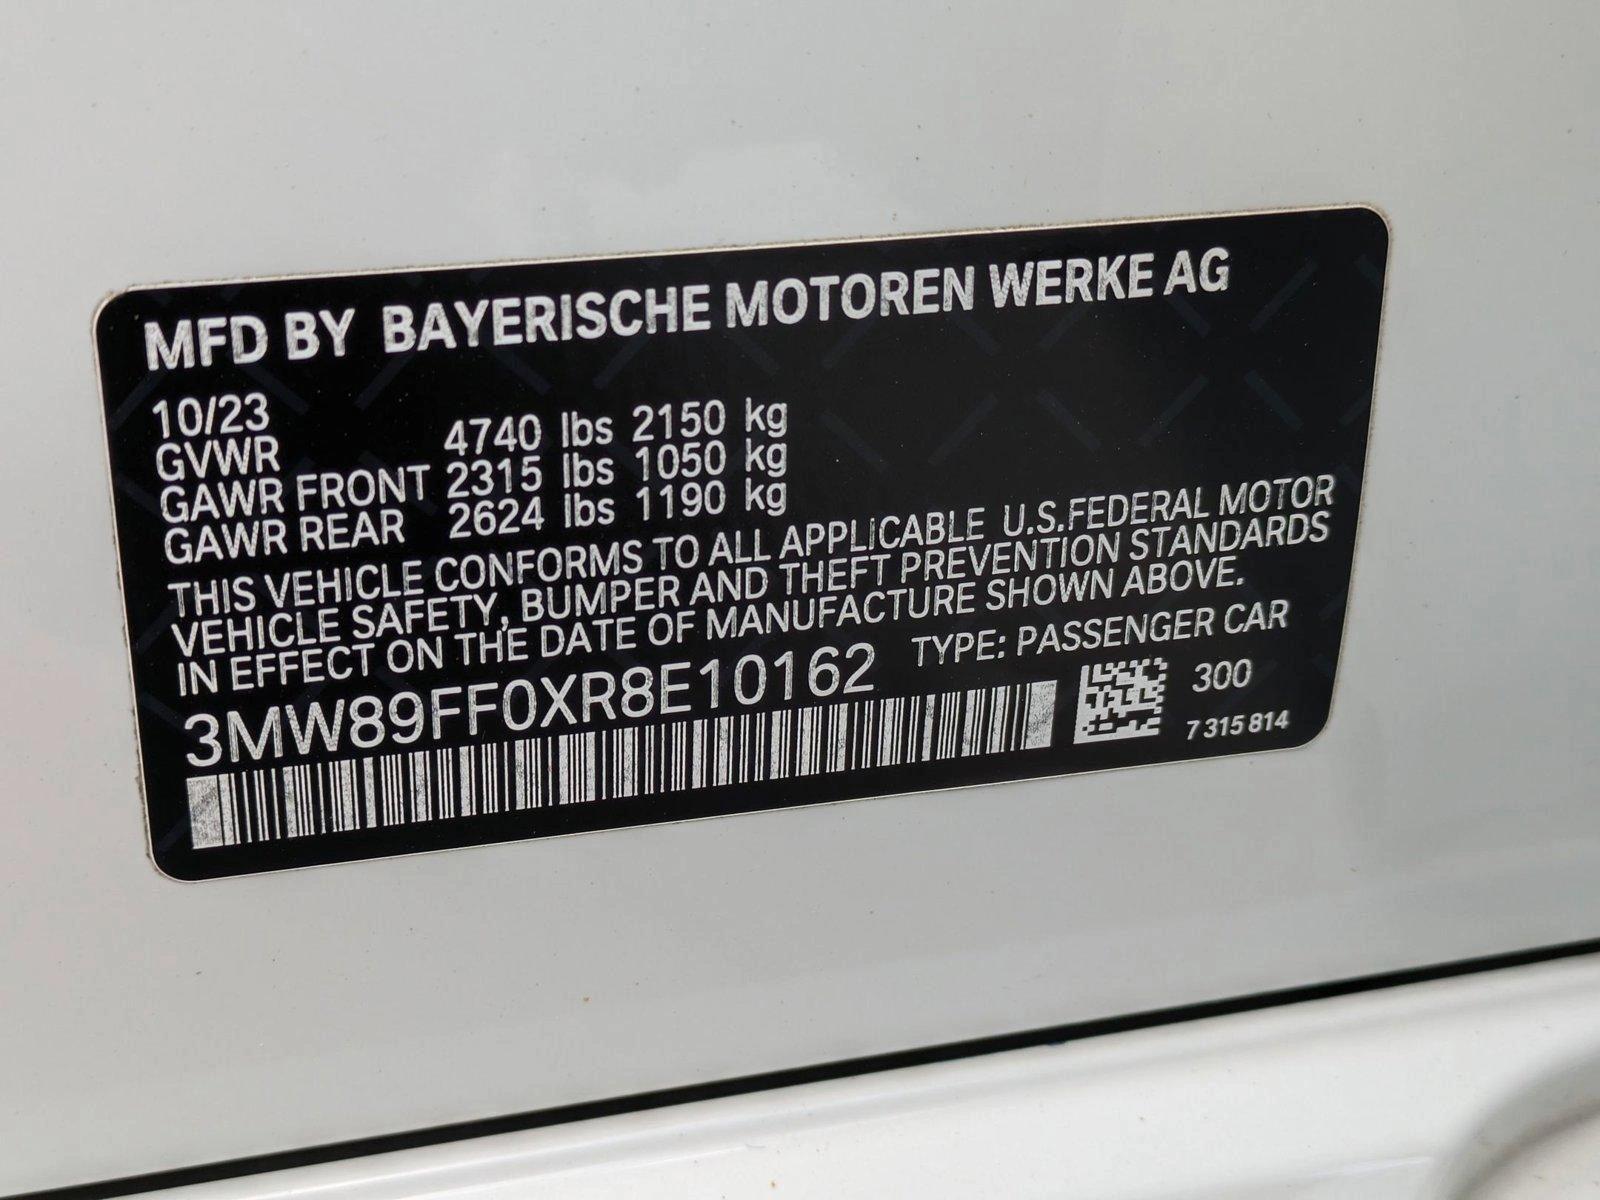 MFD BY BAYERISCHE MOTOREN WERKE AG
10/23
GVWR 4740 lbs 2150 kg
GAWR FRONT 2315 lbs 1050 kg
GAWR REAR 2624 lbs 1190 kg
THIS VEHICLE CONFORMS TO ALL APPLICABLE U.S.FEDERAL MOTOR
VEHICLE SAFETY, BUMPER AND THEFT PREVENTION STANDARDS
IN EFFECT ON THE DATE OF MANUFACTURE SHOWN ABOVE.
3MW89FF0XR8E10162 TYPE: PASSENGER CAR
300
7 315 814